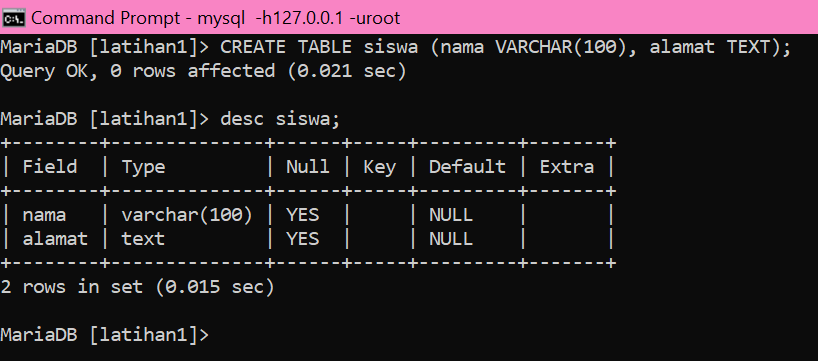 Command Prompt - mysql  -h127.0.0.1 -uroot
MariaDB [latihan1]> CREATE TABLE siswa (nama VARCHAR(100), alamat TEXT);
Query OK, 0 rows affected (0.021 sec)

MariaDB [latihan1]> desc siswa;
+--------+--------------+------+-----+---------+-------+
| Field  | Type         | Null | Key | Default | Extra |
+--------+--------------+------+-----+---------+-------+
| nama   | varchar(100) | YES  |     | NULL    |       |
| alamat | text         | YES  |     | NULL    |       |
+--------+--------------+------+-----+---------+-------+
2 rows in set (0.015 sec)

MariaDB [latihan1]>